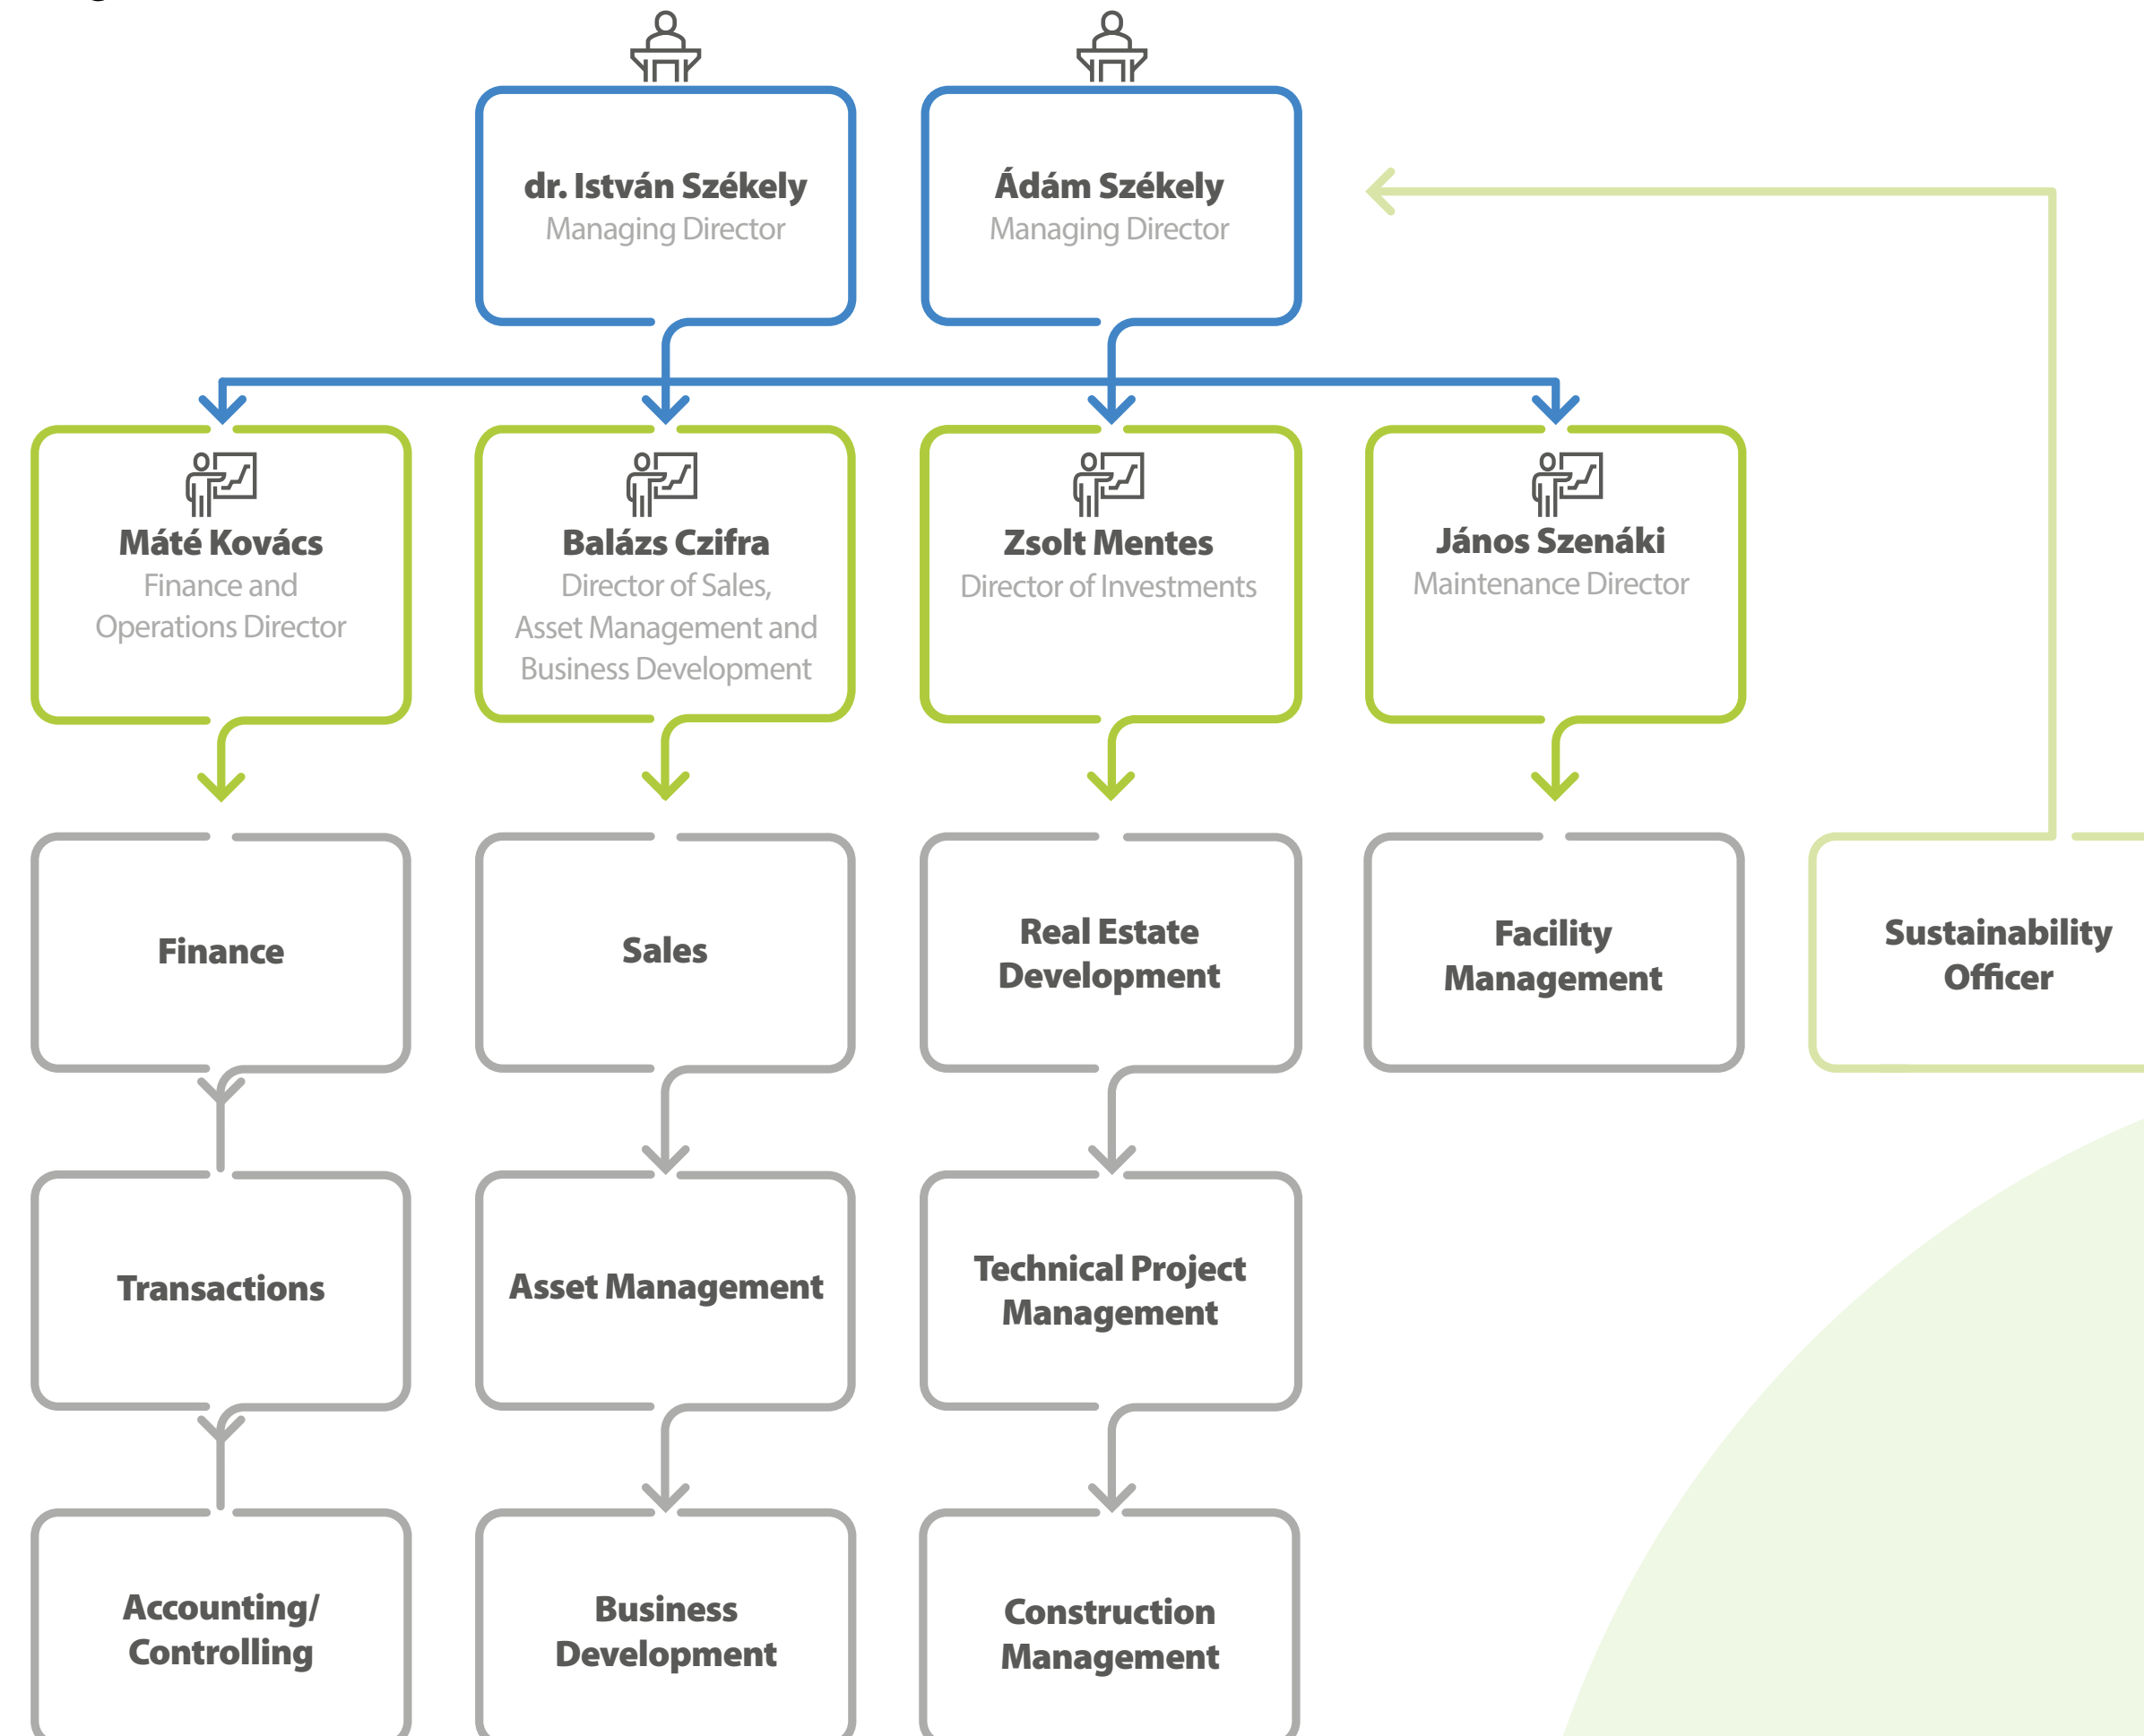 dr. István Székely
Managing Director
Ádám Székely
Managing Director
Máté Kovács
Finance and
Operations Director
Balázs Czifra
Director of Sales,
Asset Management and
Business Development
Zsolt Mentes
Director of Investments
János Szenáki
Maintenance Director
Finance
Sales
Real Estate
Development
Facility
Management
Sustainability
Officer
Transactions
Asset Management
Technical Project
Management
Accounting/
Controlling
Business
Development
Construction
Management